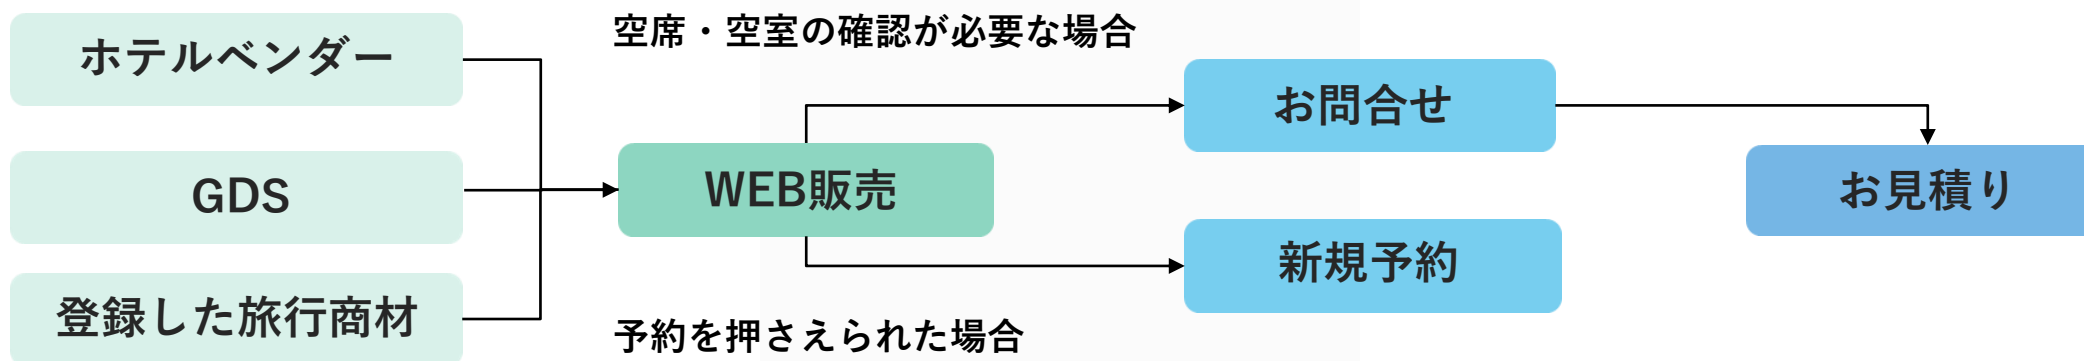 ホテルベンダー
GDS
登録した旅行商材
空席・空室の確認が必要な場合
WEB販売
予約を押さえられた場合
お問合せ
新規予約
お見積り